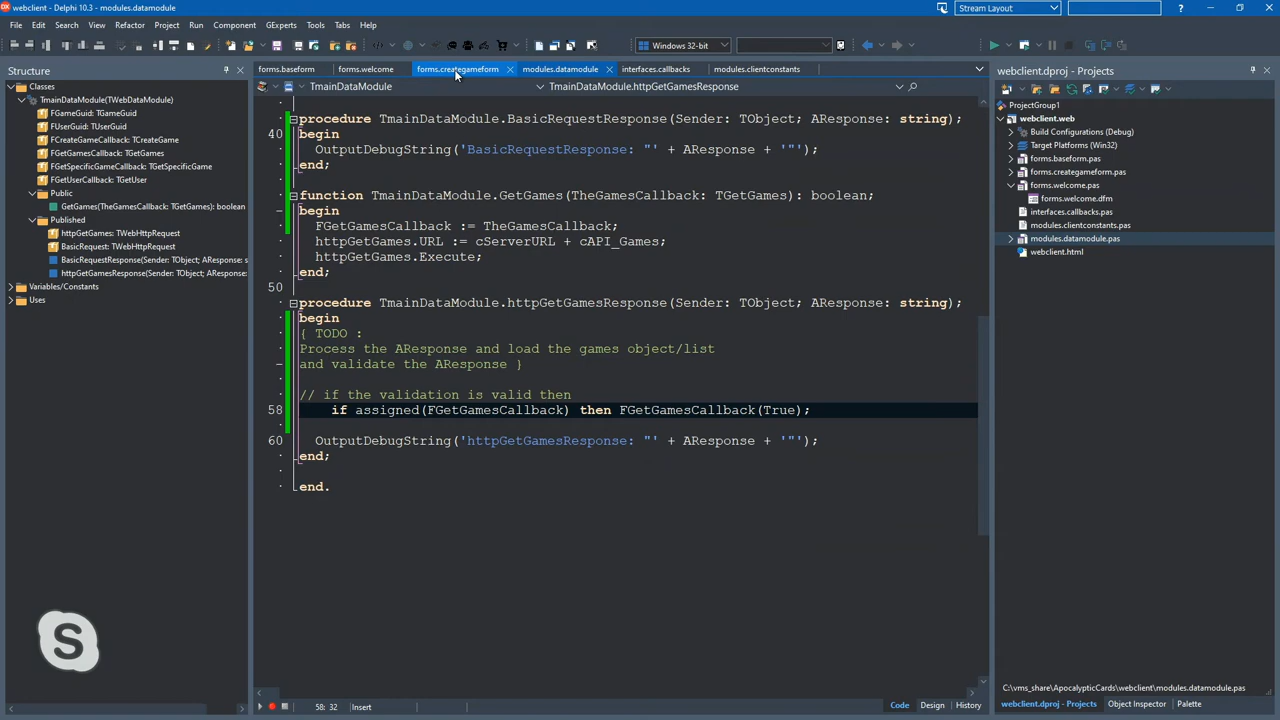 webclient - Delphi 10.3 - modules.datamodule
Stream Layout
File Edit Search View Refactor Project Run Component GExperts Tools Tabs Help
Windows 32-bit
Structure
forms.baseform forms.welcome forms.creategameform modules.datamodule interfaces.callbacks modules.clientconstants
webclient.dproj - Projects
TmainDataModule TmainDataModule.httpGetGamesResponse
Classes
TmainDataModule(TWebDataModule)
FGameGuid: TGameGuid
FUserGuid: TUserGuid
FCreateGameCallback: TCreateGame
FGetGamesCallback: TGetGames
FGetSpecificGameCallback: TGetSpecificGame
FGetUserCallback: TGetUser
Public
GetGames(TheGamesCallback: TGetGames): boolean
Published
httpGetGames: TWebHttpRequest
BasicRequest: TWebHttpRequest
BasicRequestResponse(Sender: TObject; AResponse: s
httpGetGamesResponse(Sender: TObject; AResponse:
Variables/Constants
Uses
procedure TmainDataModule.BasicRequestResponse(Sender: TObject; AResponse: string);
40 begin
OutputDebugString('BasicRequestResponse: "' + AResponse + '"');
end;
function TmainDataModule.GetGames(TheGamesCallback: TGetGames): boolean;
begin
FGetGamesCallback := TheGamesCallback;
httpGetGames.URL := cServerURL + cAPI_Games;
httpGetGames.Execute;
end;
50
procedure TmainDataModule.httpGetGamesResponse(Sender: TObject; AResponse: string);
begin
{ TODO :
Process the AResponse and load the games object/list
and validate the AResponse }
// if the validation is valid then
58 if assigned(FGetGamesCallback) then FGetGamesCallback(True);
60 OutputDebugString('httpGetGamesResponse: "' + AResponse + '"');
end;
end.
ProjectGroup1
webclient.web
Build Configurations (Debug)
Target Platforms (Win32)
forms.baseform.pas
forms.creategameform.pas
forms.welcome.pas
forms.welcome.dfm
interfaces.callbacks.pas
modules.clientconstants.pas
modules.datamodule.pas
webclient.html
C:\vms_share\ApocalypticCards\webclient\modules.datamodule.pas
58: 32 Insert
Code Design History
webclient.dproj - Projects Object Inspector Palette